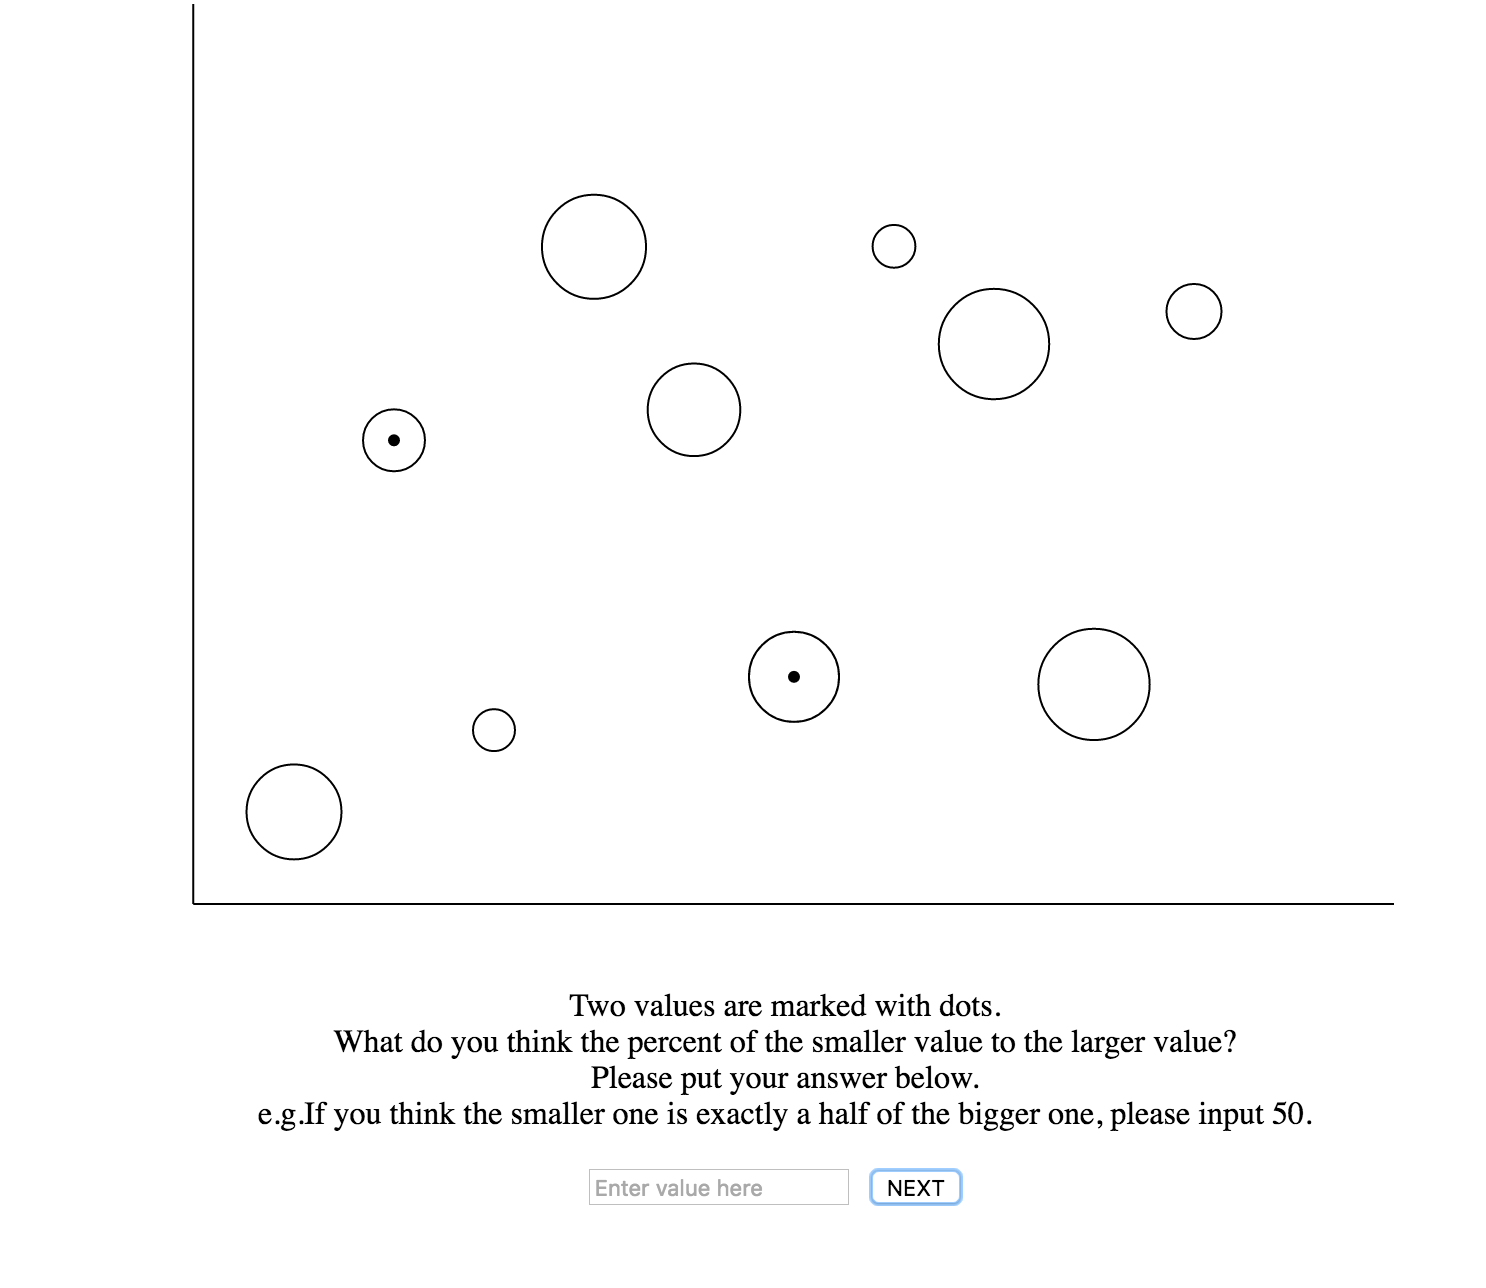 Two values are marked with dots.
What do you think the percent of the smaller value to the larger value?
Please put your answer below.
e.g.If you think the smaller one is exactly a half of the bigger one, please input 50.
Enter value here NEXT